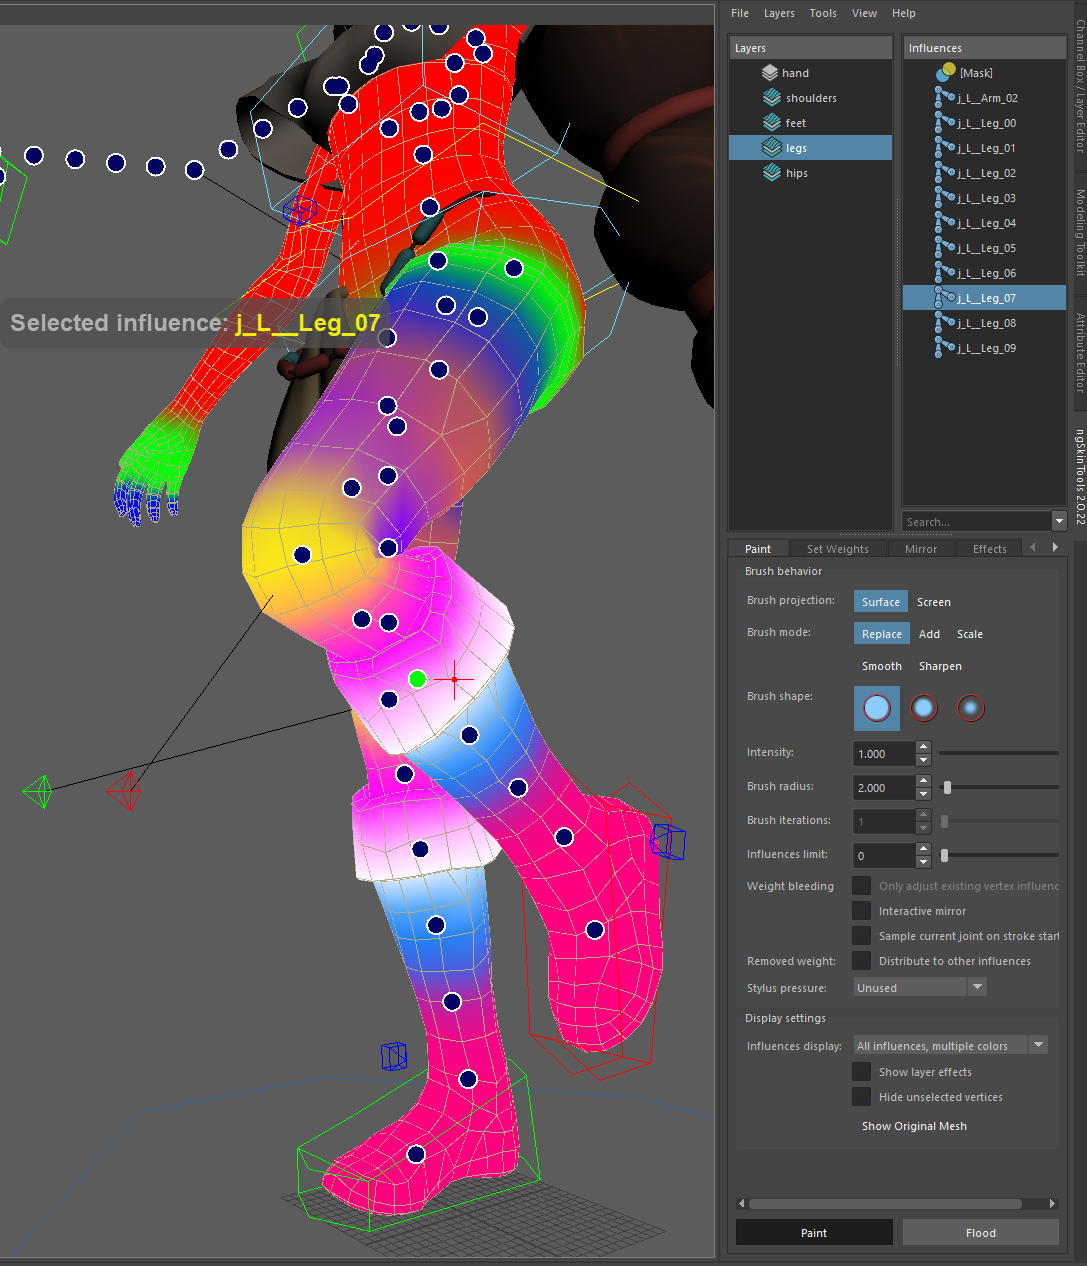 File Layers Tools View Help
Layers
hand
shoulders
feet
legs
hips
Influences
[Mask]
j_L__Arm_02
j_L__Leg_00
j_L__Leg_01
j_L__Leg_02
j_L__Leg_03
j_L__Leg_04
j_L__Leg_05
j_L__Leg_06
j_L__Leg_07
j_L__Leg_08
j_L__Leg_09
Search...
Selected influence: j_L__Leg_07
Paint Set Weights Mirror Effects
Brush behavior
Brush projection: Surface Screen
Brush mode: Replace Add Scale
Smooth Sharpen
Brush shape:
Intensity: 1.000
Brush radius: 2.000
Brush iterations: 1
Influences limit: 0
Weight bleeding Only adjust existing vertex influenc
Interactive mirror
Sample current joint on stroke start
Removed weight: Distribute to other influences
Stylus pressure: Unused
Display settings
Influences display: All influences, multiple colors
Show layer effects
Hide unselected vertices
Show Original Mesh
Paint Flood
Channel Box / Layer Editor
Modeling Toolkit
Attribute Editor
ngSkinTools 2.0.22